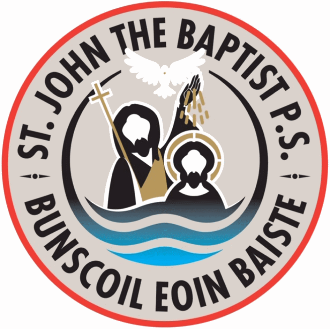 ST. JOHN THE BAPTIST P.S.
BUNSCOIL EOIN BAISTE